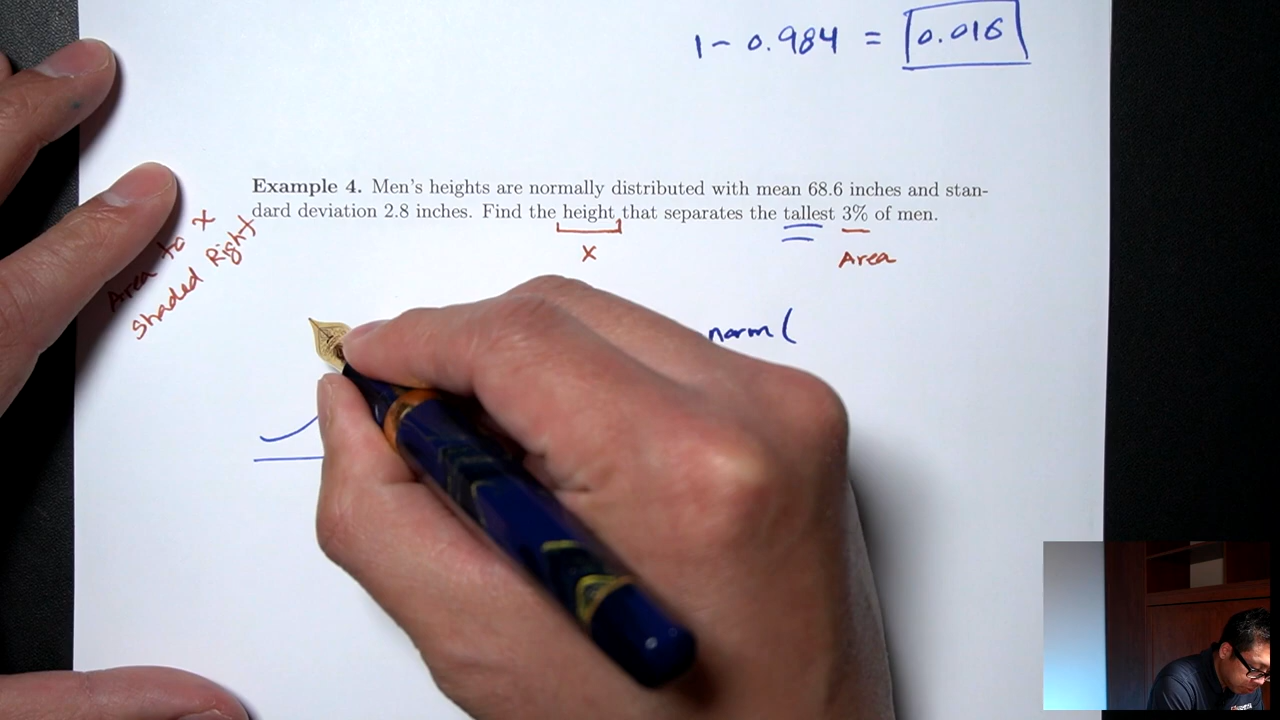 1 - 0.984 = 0.016
Example 4. Men's heights are normally distributed with mean 68.6 inches and stan-
dard deviation 2.8 inches. Find the height that separates the tallest 3% of men.
x
Area
Area to x
Shaded Right
norm (